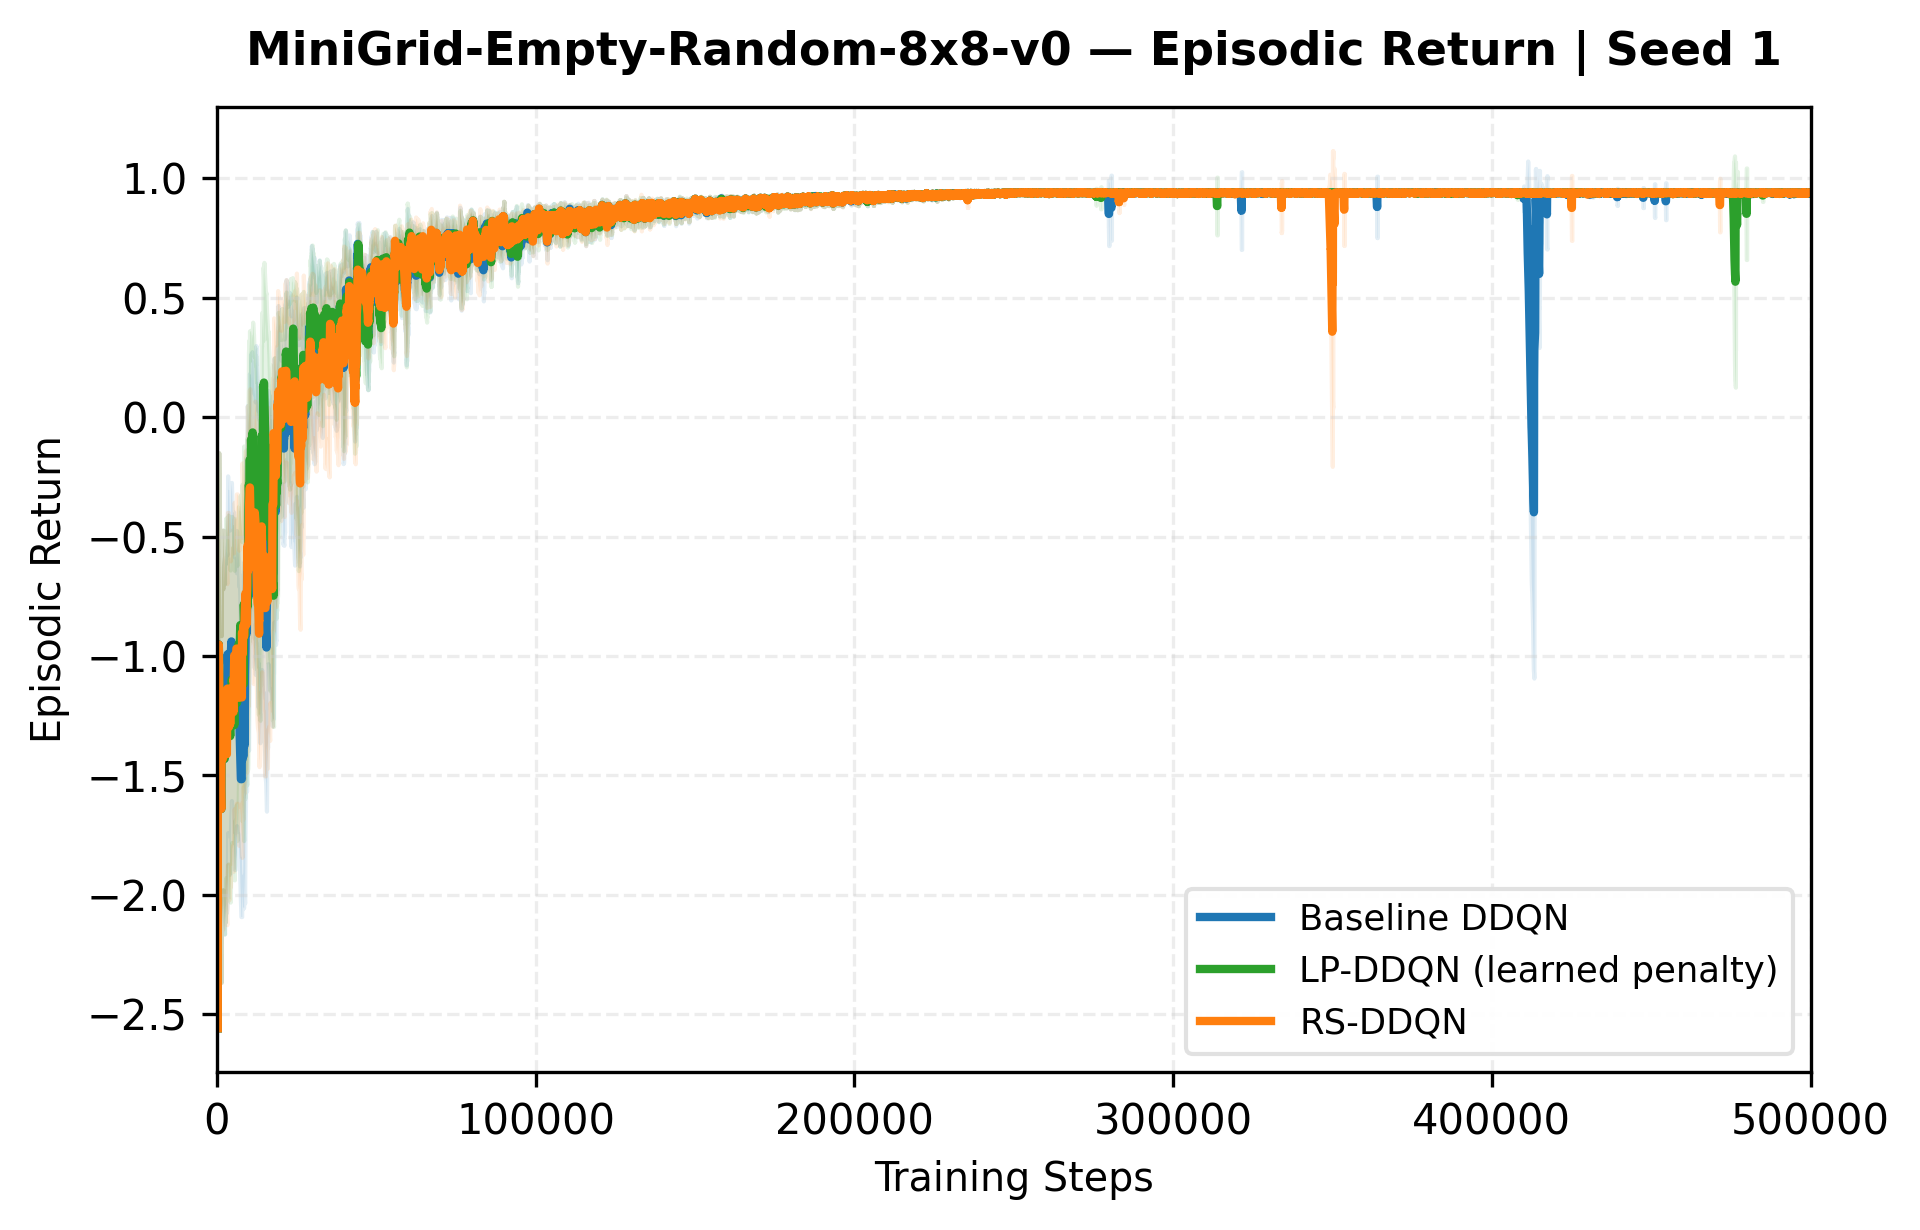 MiniGrid-Empty-Random-8x8-v0 — Episodic Return | Seed 1
1.0
0.5
0.0
−0.5
−1.0
−1.5
−2.0
−2.5
Episodic Return
Baseline DDQN
LP-DDQN (learned penalty)
RS-DDQN
0 100000 200000 300000 400000 500000
Training Steps